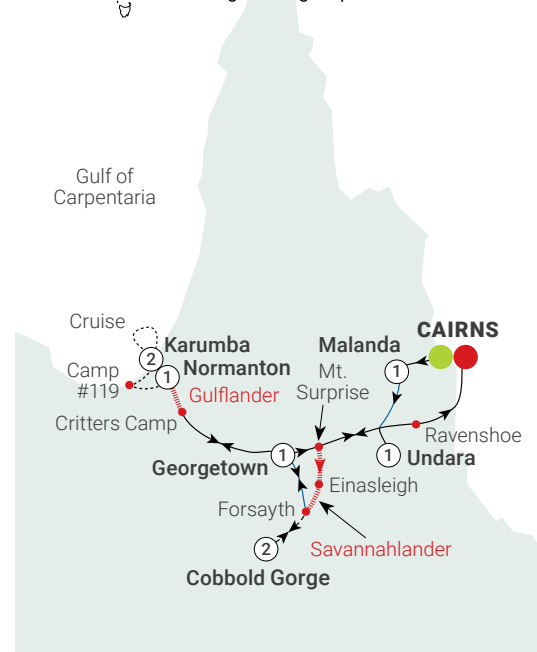 Gulf of
Carpentaria
Cruise
2
Karumba
CAIRNS
Malanda
1
Camp
#119
1
Normanton
Mt.
Surprise
Gulflander
Critters Camp
Ravenshoe
Georgetown
1
1
Undara
Einasleigh
Forsayth
Savannahlander
2
Cobbold Gorge